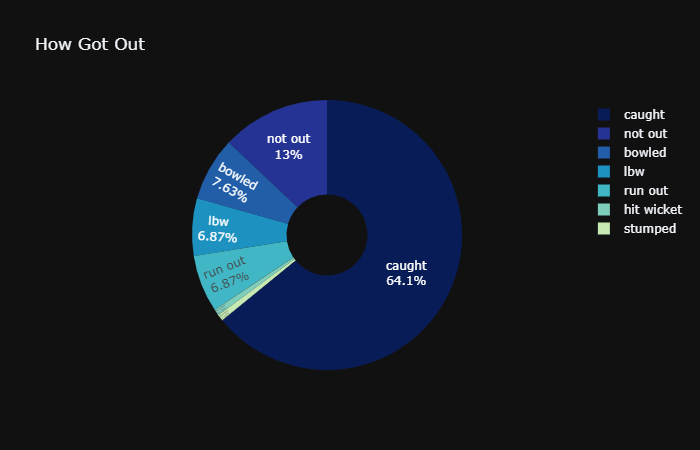 How Got Out
not out
13%
bowled
7.63%
lbw
6.87%
run out
6.87%
caught
64.1%
caught
not out
bowled
lbw
run out
hit wicket
stumped